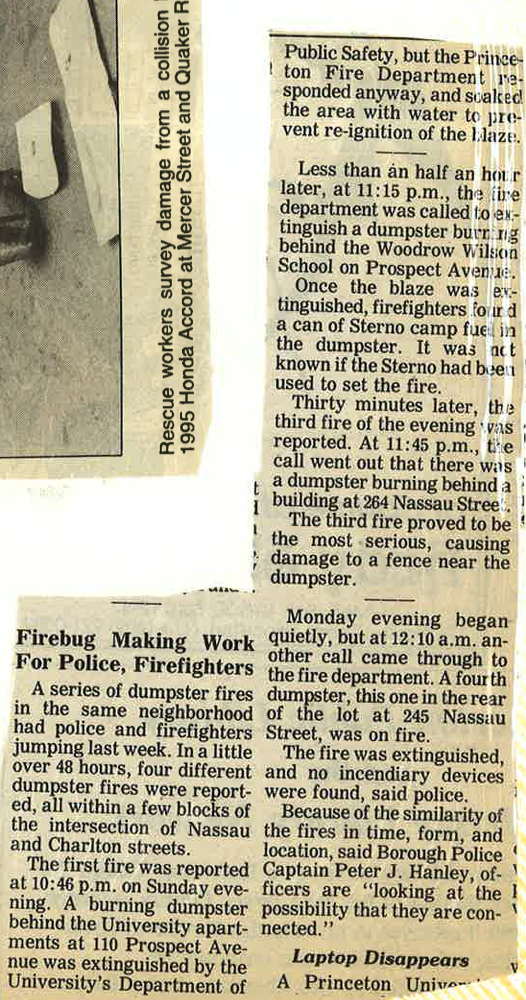 Rescue workers survey damage from a collision
1995 Honda Accord at Mercer Street and Quaker R
Firebug Making Work
For Police, Firefighters
A series of dumpster fires
in the same neighborhood
had police and firefighters
jumping last week. In a little
over 48 hours, four different
dumpster fires were report-
ed, all within a few blocks of
the intersection of Nassau
and Charlton streets.
The first fire was reported
at 10:46 p.m. on Sunday eve-
ning. A burning dumpster
behind the University apart-
ments at 110 Prospect Ave-
nue was extinguished by the
University's Department of
Public Safety, but the Prince-
ton Fire Department re-
sponded anyway, and soaked
the area with water to pre-
vent re-ignition of the blaze.
Less than an half an hour
later, at 11:15 p.m., the fire
department was called to ex-
tinguish a dumpster burning
behind the Woodrow Wilson
School on Prospect Avenue.
Once the blaze was ex-
tinguished, firefighters found
a can of Sterno camp fuel in
the dumpster. It was not
known if the Sterno had been
used to set the fire.
Thirty minutes later, the
third fire of the evening was
reported. At 11:45 p.m., the
call went out that there was
a dumpster burning behind a
building at 264 Nassau Street.
The third fire proved to be
the most serious, causing
damage to a fence near the
dumpster.
Monday evening began
quietly, but at 12:10 a.m. an-
other call came through to
the fire department. A fourth
dumpster, this one in the rear
of the lot at 245 Nassau
Street, was on fire.
The fire was extinguished,
and no incendiary devices
were found, said police.
Because of the similarity of
the fires in time, form, and
location, said Borough Police
Captain Peter J. Hanley, of-
ficers are "looking at the
possibility that they are con-
nected."
Laptop Disappears
A Princeton Univer